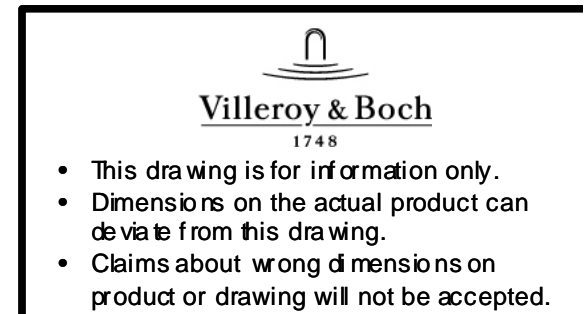 Villeroy & Boch
1748
• This drawing is for information only.
• Dimensions on the actual product can
deviate from this drawing.
• Claims about wrong dimensions on
product or drawing will not be accepted.